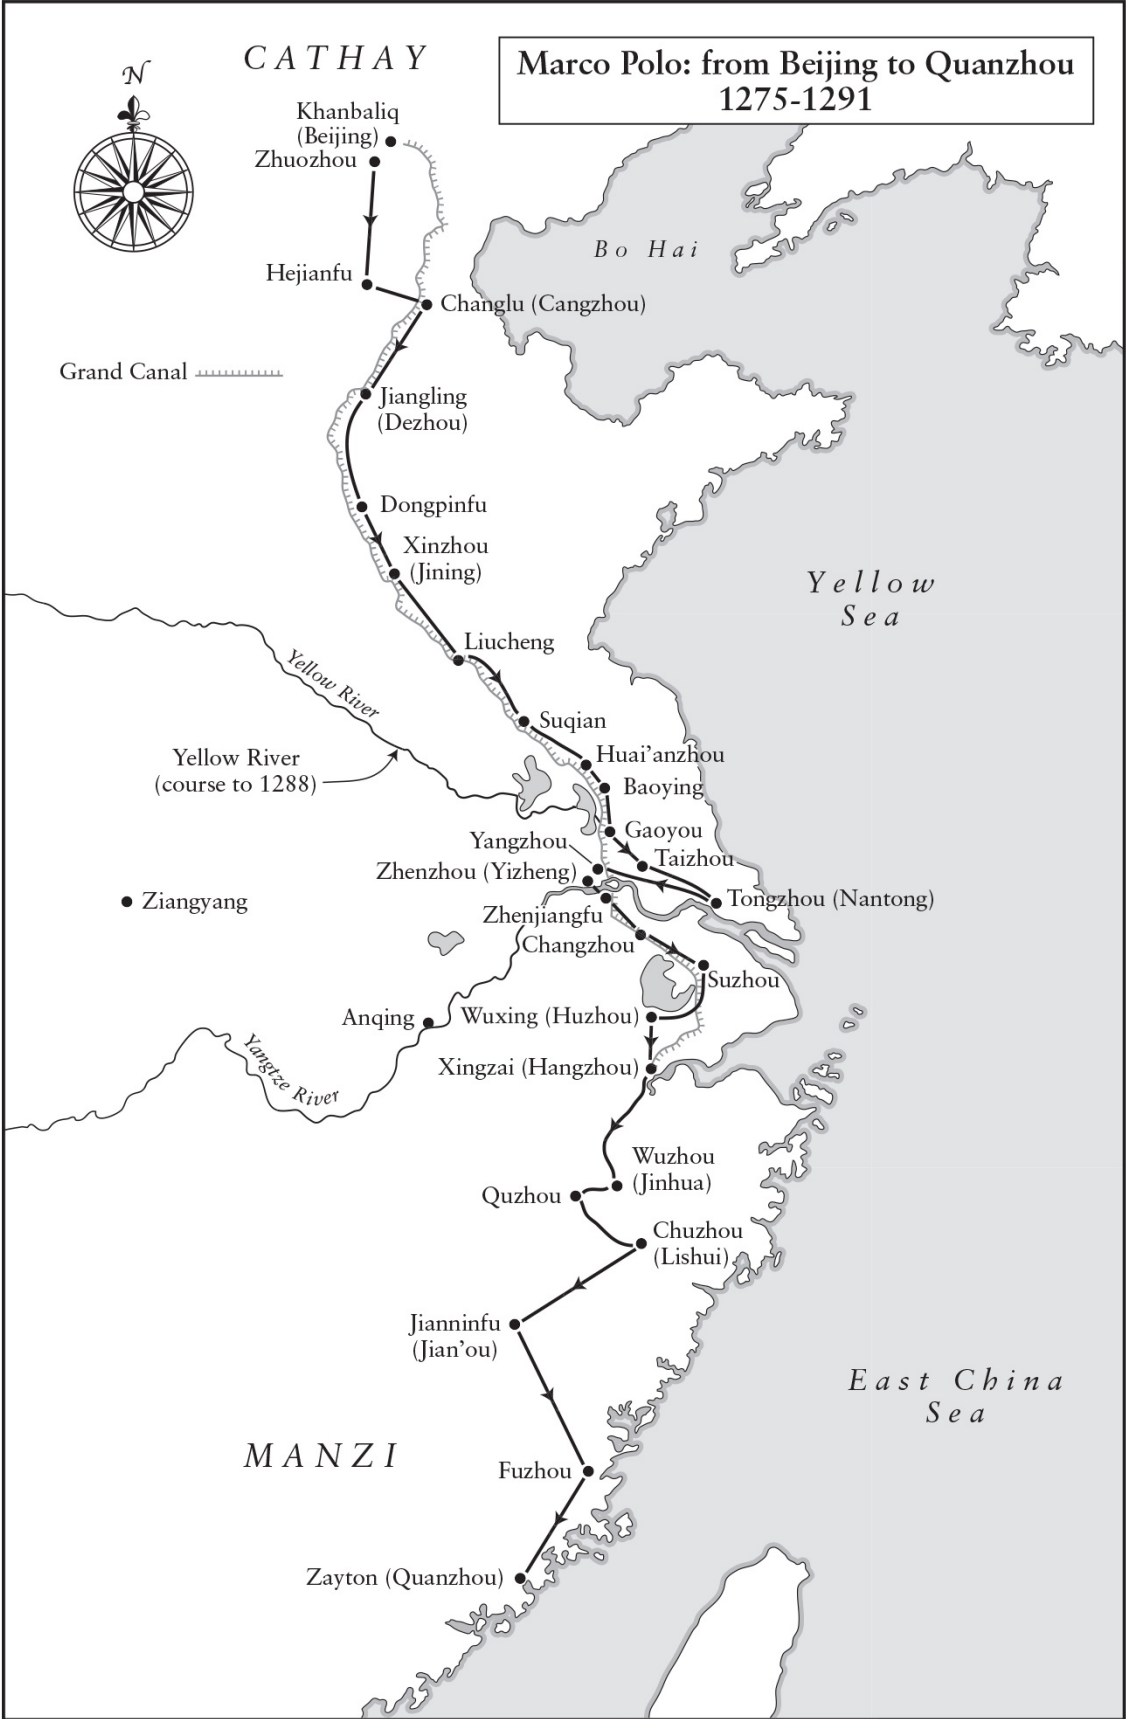 CATHAY
Marco Polo: from Beijing to Quanzhou
1275-1291
N
Khanbaliq
(Beijing)
Zhuozhou
Bo Hai
Hejianfu
Changlu (Cangzhou)
Grand Canal
Jiangling
(Dezhou)
Dongpinfu
Xinzhou
(Jining)
Yellow
Sea
Liucheng
Yellow River
Suqian
Yellow River
(course to 1288)
Huai'anzhou
Baoying
Gaoyou
Yangzhou
Taizhou
Zhenzhou (Yizheng)
Ziangyang
Tongzhou (Nantong)
Zhenjiangfu
Changzhou
Suzhou
Anqing
Wuxing (Huzhou)
Yangtze River
Xingzai (Hangzhou)
Wuzhou
(Jinhua)
Quzhou
Chuzhou
(Lishui)
Jianninfu
(Jian'ou)
East China
Sea
MANZI
Fuzhou
Zayton (Quanzhou)